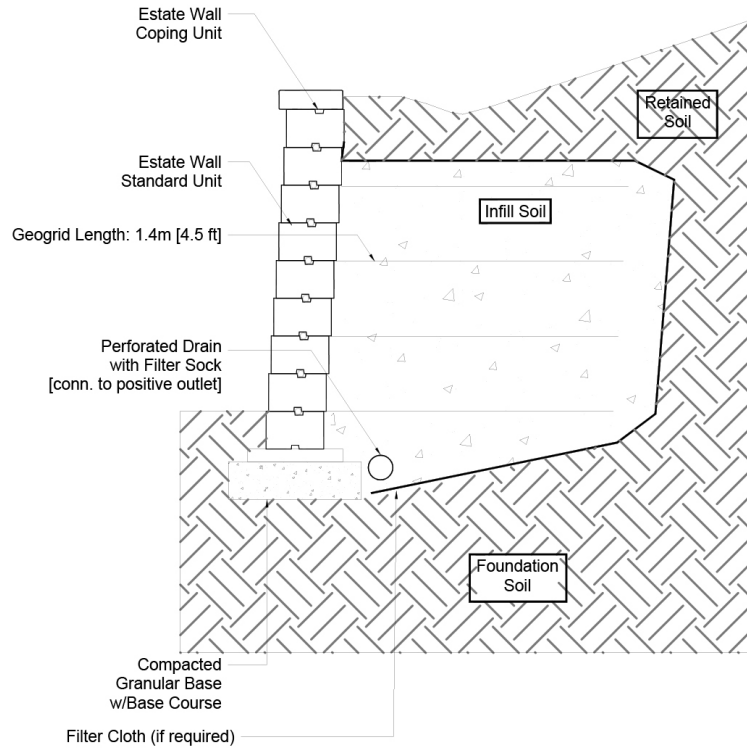 Estate Wall
Coping Unit
Retained
Soil
Estate Wall
Standard Unit
Infill Soil
Geogrid Length: 1.4m [4.5 ft]
Perforated Drain
with Filter Sock
[conn. to positive outlet]
Foundation
Soil
Compacted
Granular Base
w/Base Course
Filter Cloth (if required)